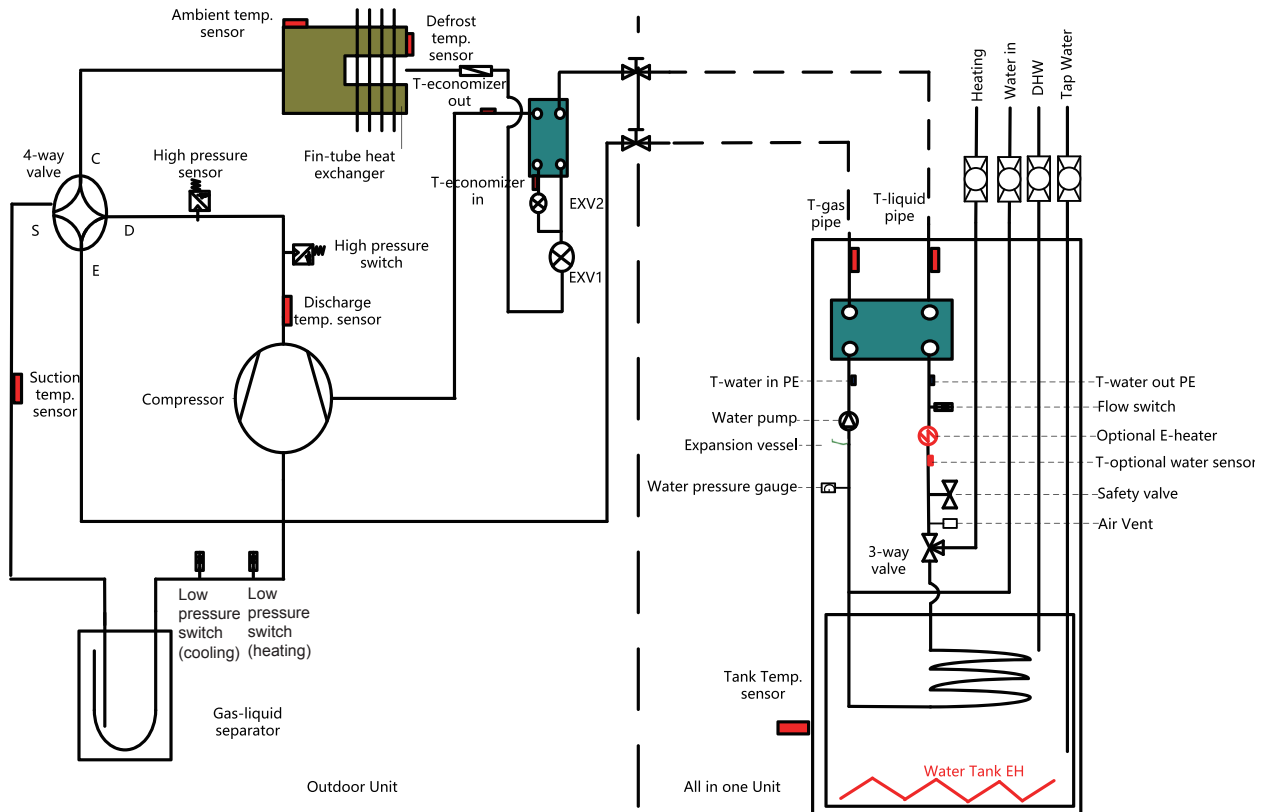 Ambient temp.
sensor
Defrost
temp.
sensor
T-economizer
out
Heating
Water in
DHW
Tap Water
4-way
valve
C
S
D
E
High pressure
sensor
Fin-tube heat
exchanger
T-economizer
in
EXV2
EXV1
High pressure
switch
Discharge
temp. sensor
T-gas
pipe
T-liquid
pipe
Suction
temp.
sensor
Compressor
T-water in PE
T-water out PE
Water pump
Flow switch
Expansion vessel
Optional E-heater
T-optional water sensor
Water pressure gauge
Safety valve
Air Vent
3-way
valve
Low
pressure
switch
(cooling)
Low
pressure
switch
(heating)
Tank Temp.
sensor
Gas-liquid
separator
Water Tank EH
Outdoor Unit
All in one Unit